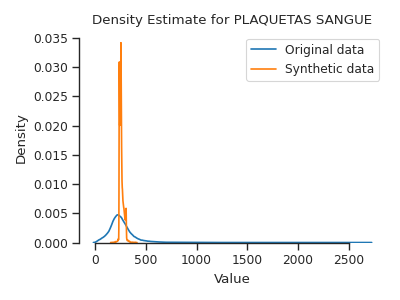 Density Estimate for PLAQUETAS SANGUE
Original data
Synthetic data
0.035
0.030
0.025
0.020
0.015
0.010
0.005
0.000
Density
0
500
1000
1500
2000
2500
Value